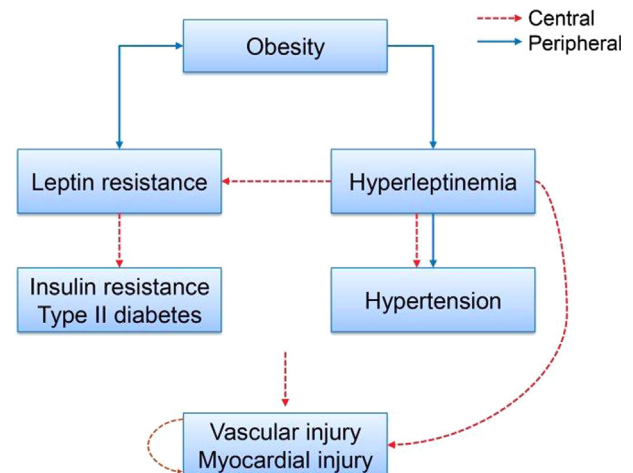 Central
Peripheral
Obesity
Leptin resistance
Hyperleptinemia
Insulin resistance
Type II diabetes
Hypertension
Vascular injury
Myocardial injury